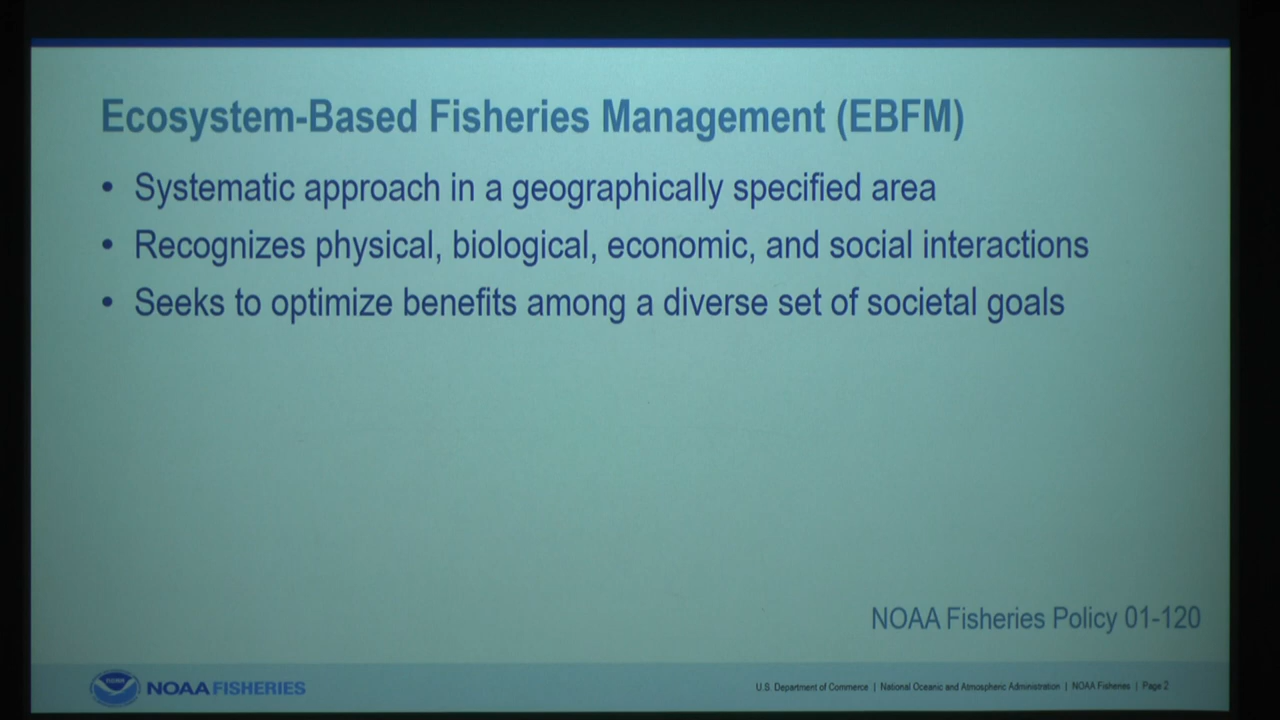 Ecosystem-Based Fisheries Management (EBFM)
• Systematic approach in a geographically specified area
• Recognizes physical, biological, economic, and social interactions
• Seeks to optimize benefits among a diverse set of societal goals
NOAA Fisheries Policy 01-120
NOAA FISHERIES
U.S. Department of Commerce | National Oceanic and Atmospheric Administration | NOAA Fisheries | Page 2